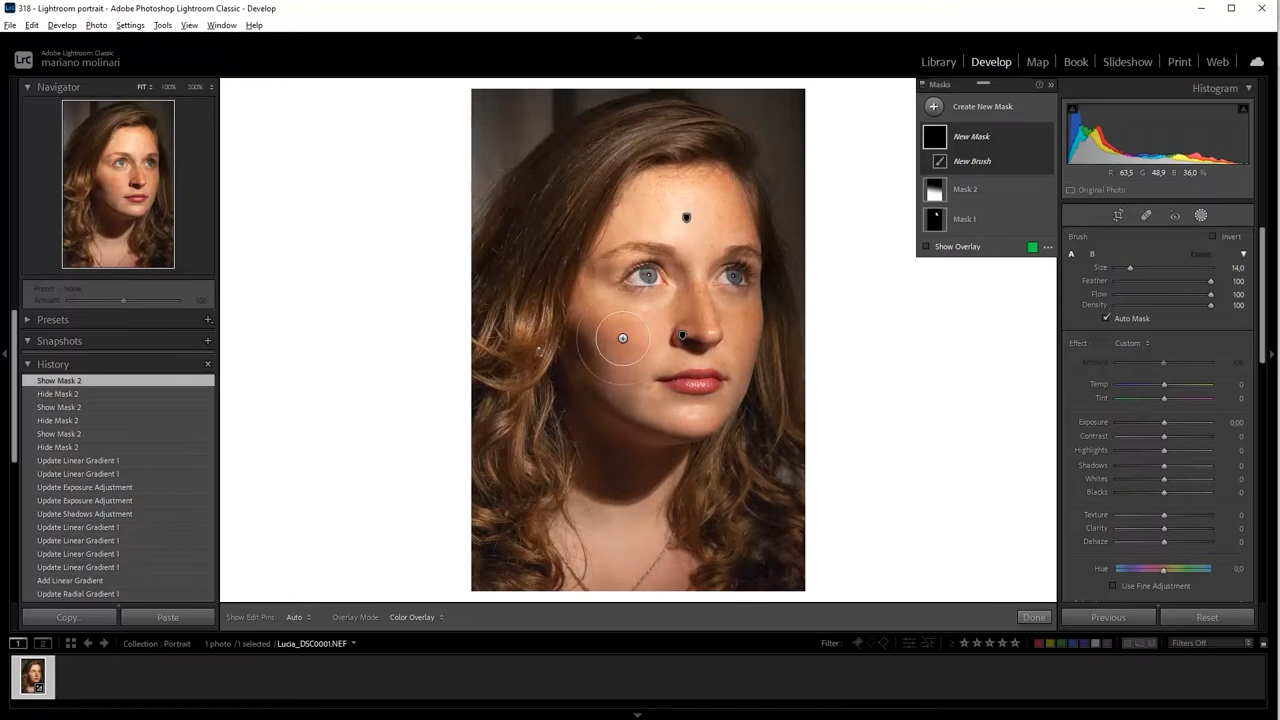 318 - Lightroom portrait - Adobe Photoshop Lightroom Classic - Develop
File Edit Develop Photo Settings Tools View Window Help
Lrc
Adobe Lightroom Classic
mariano molinari
Library | Develop | Map | Book | Slideshow | Print | Web
Navigator FIT 100% 200%
Preset : None
Amount 100
Presets
Snapshots
History
Show Mask 2
Hide Mask 2
Show Mask 2
Hide Mask 2
Show Mask 2
Hide Mask 2
Update Linear Gradient 1
Update Linear Gradient 1
Update Exposure Adjustment
Update Exposure Adjustment
Update Shadows Adjustment
Update Linear Gradient 1
Update Linear Gradient 1
Update Linear Gradient 1
Update Linear Gradient 1
Add Linear Gradient
Update Radial Gradient 1
Copy... Paste
Masks
Create New Mask
New Mask
New Brush
Mask 2
Mask 1
Show Overlay
Histogram
R 63,5 G 48,9 B 36,0 %
Original Photo
Brush Invert
A B Erase
Size 14,0
Feather 100
Flow 100
Density 100
Auto Mask
Effect : Custom
Amount 100
Temp 0
Tint 0
Exposure 0,00
Contrast 0
Highlights 0
Shadows 0
Whites 0
Blacks 0
Texture 0
Clarity 0
Dehaze 0
Hue 0,0
Use Fine Adjustment
Show Edit Pins: Auto Overlay Mode: Color Overlay Done
Previous Reset
1 2 Collection : Portrait 1 photo / 1 selected / Lucia_DSC0001.NEF Filter : Filters Off